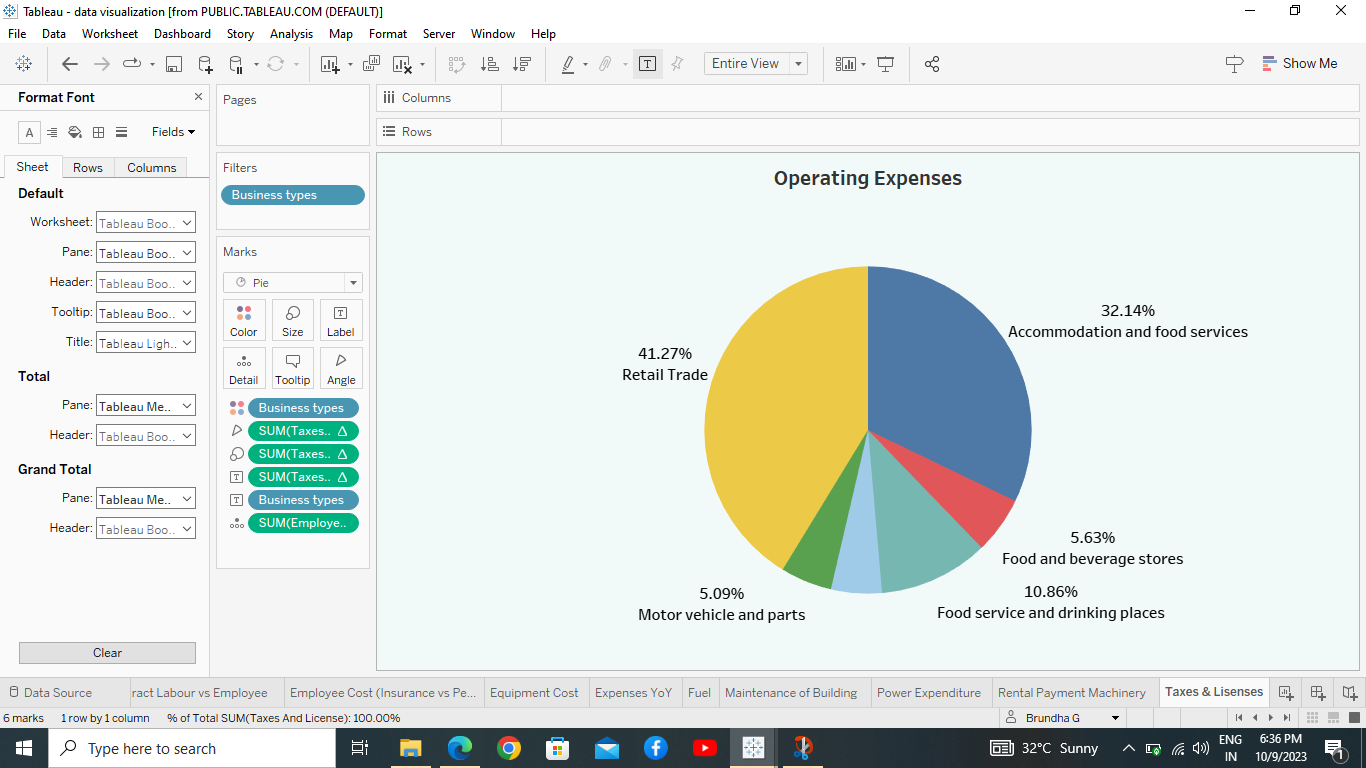 Tableau - data visualization [from PUBLIC.TABLEAU.COM (DEFAULT)]
File Data Worksheet Dashboard Story Analysis Map Format Server Window Help
Entire View
Show Me
Format Font
A
Fields
Sheet Rows Columns
Default
Worksheet: Tableau Boo..
Pane: Tableau Boo..
Header: Tableau Boo..
Tooltip: Tableau Boo..
Title: Tableau Ligh..
Total
Pane: Tableau Me..
Header: Tableau Boo..
Grand Total
Pane: Tableau Me..
Header: Tableau Boo..
Clear
Pages
Filters
Business types
Marks
Pie
Color Size Label
Detail Tooltip Angle
Business types
SUM(Taxes.. Δ
SUM(Taxes.. Δ
SUM(Taxes.. Δ
Business types
SUM(Employe..
Columns
Rows
Operating Expenses
32.14%
Accommodation and food services
41.27%
Retail Trade
5.63%
Food and beverage stores
10.86%
Food service and drinking places
5.09%
Motor vehicle and parts
Data Source ract Labour vs Employee Employee Cost (Insurance vs Pe... Equipment Cost Expenses YoY Fuel Maintenance of Building Power Expenditure Rental Payment Machinery Taxes & Lisenses
6 marks 1 row by 1 column % of Total SUM(Taxes And License): 100.00% Brundha G
Type here to search
32°C Sunny
ENG
IN
6:36 PM
10/9/2023
1